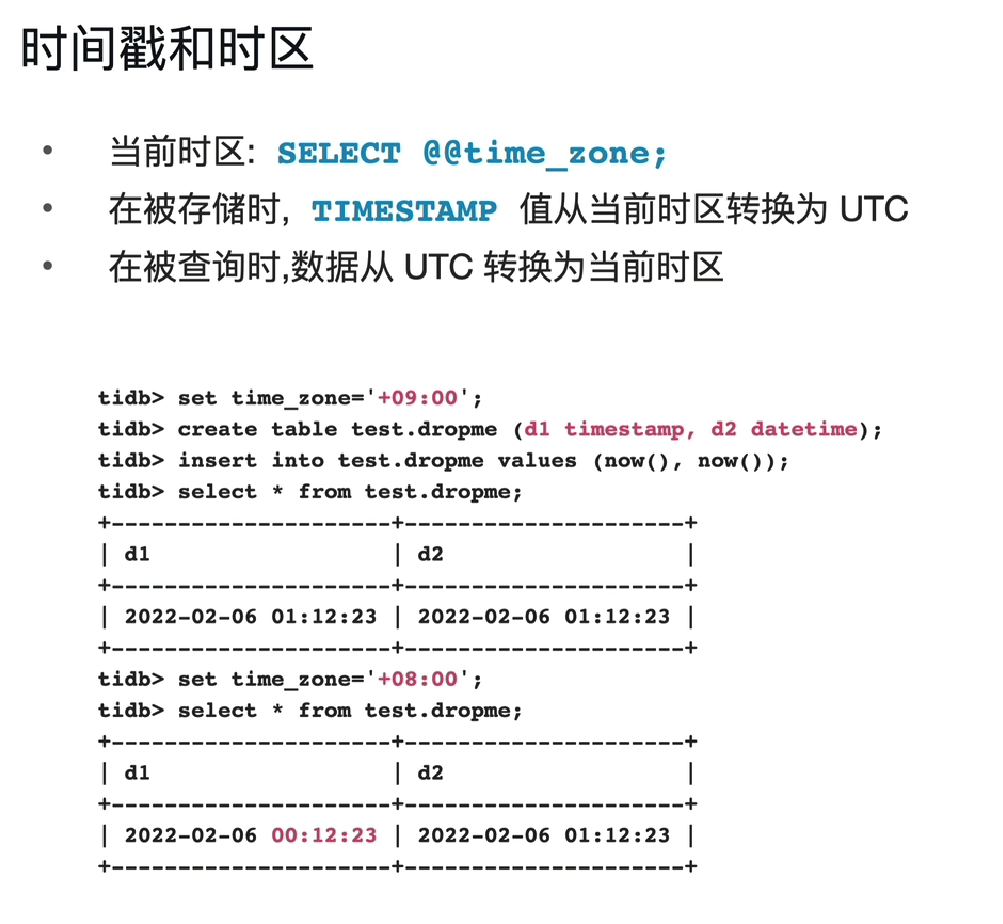 时间戳和时区
• 当前时区: SELECT @@time_zone;
• 在被存储时, TIMESTAMP 值从当前时区转换为 UTC
• 在被查询时,数据从 UTC 转换为当前时区
tidb> set time_zone='+09:00';
tidb> create table test.dropme (d1 timestamp, d2 datetime);
tidb> insert into test.dropme values (now(), now());
tidb> select * from test.dropme;
+---------------------+---------------------+
| d1                  | d2                  |
+---------------------+---------------------+
| 2022-02-06 01:12:23 | 2022-02-06 01:12:23 |
+---------------------+---------------------+
tidb> set time_zone='+08:00';
tidb> select * from test.dropme;
+---------------------+---------------------+
| d1                  | d2                  |
+---------------------+---------------------+
| 2022-02-06 00:12:23 | 2022-02-06 01:12:23 |
+---------------------+---------------------+